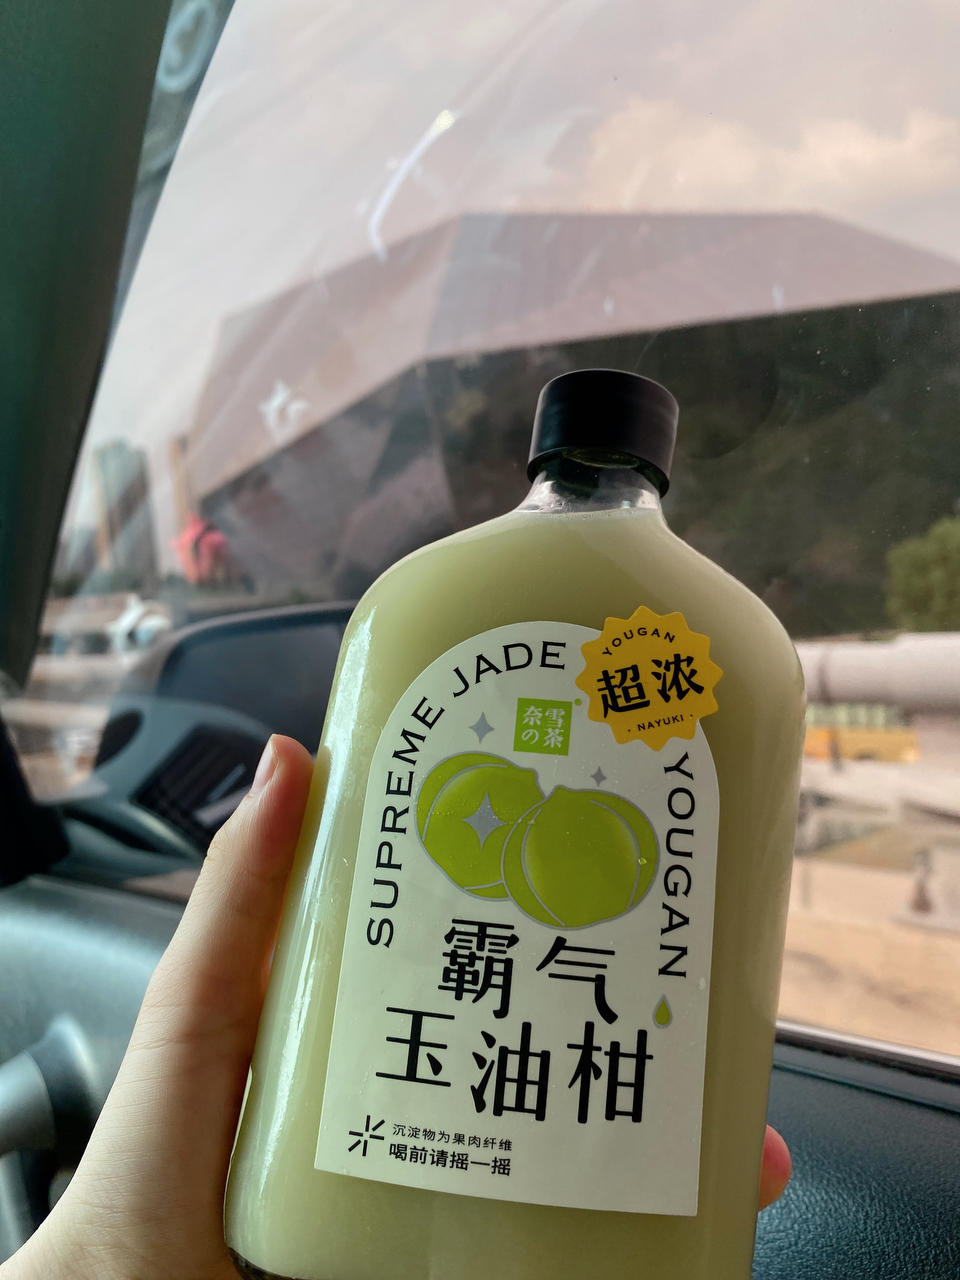 SUPREME JADE YOUGAN
YOUGAN
超浓
· NAYUKI ·
奈雪
の茶
霸气
玉油柑
沉淀物为果肉纤维
喝前请摇一摇